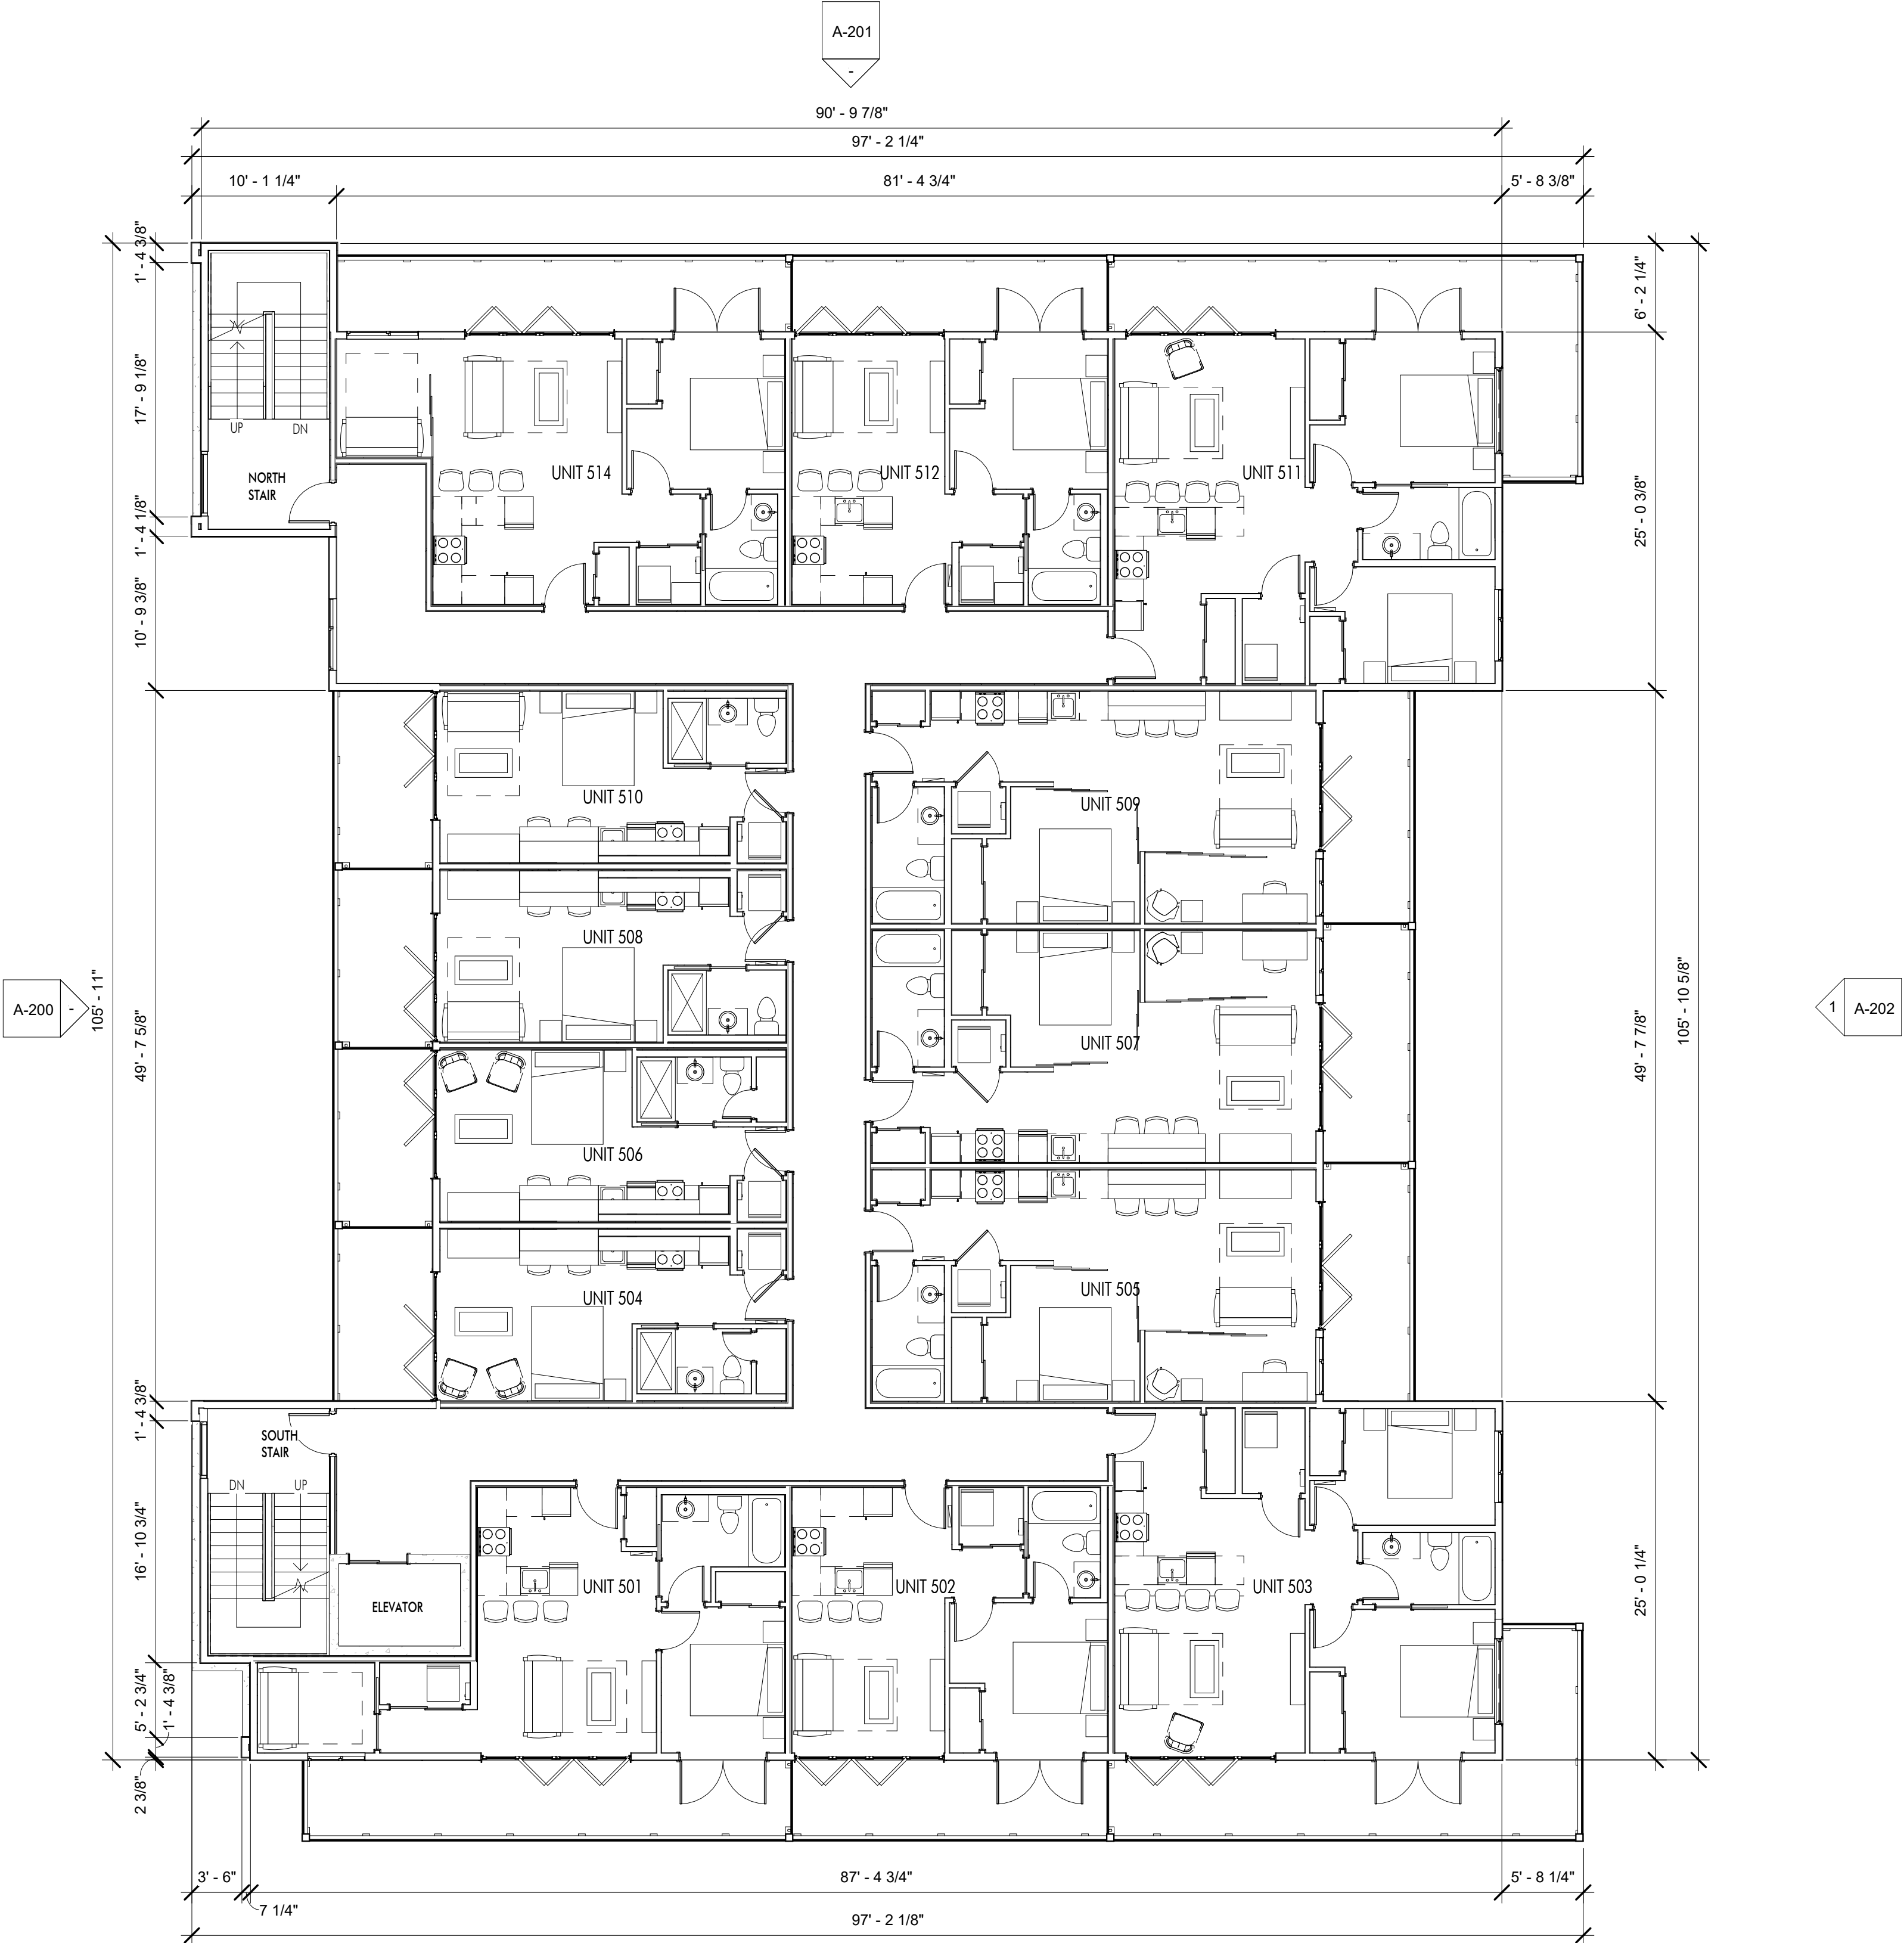 A-201
-
90' - 9 7/8"
97' - 2 1/4"
10' - 1 1/4"
81' - 4 3/4"
5' - 8 3/8"
1' - 4 3/8"
17' - 9 1/8"
1' - 4 1/8"
10' - 9 3/8"
6' - 2 1/4"
25' - 0 3/8"
UP
DN
NORTH
STAIR
UNIT 514
UNIT 512
UNIT 511
UNIT 510
UNIT 509
UNIT 508
UNIT 507
UNIT 506
UNIT 505
UNIT 504
A-200
-
105' - 11"
49' - 7 5/8"
49' - 7 7/8"
105' - 10 5/8"
1
A-202
SOUTH
STAIR
DN
UP
ELEVATOR
UNIT 501
UNIT 502
UNIT 503
1' - 4 3/8"
16' - 10 3/4"
5' - 2 3/4"
1' - 4 3/8"
2 3/8"
25' - 0 1/4"
3' - 6"
7 1/4"
87' - 4 3/4"
5' - 8 1/4"
97' - 2 1/8"